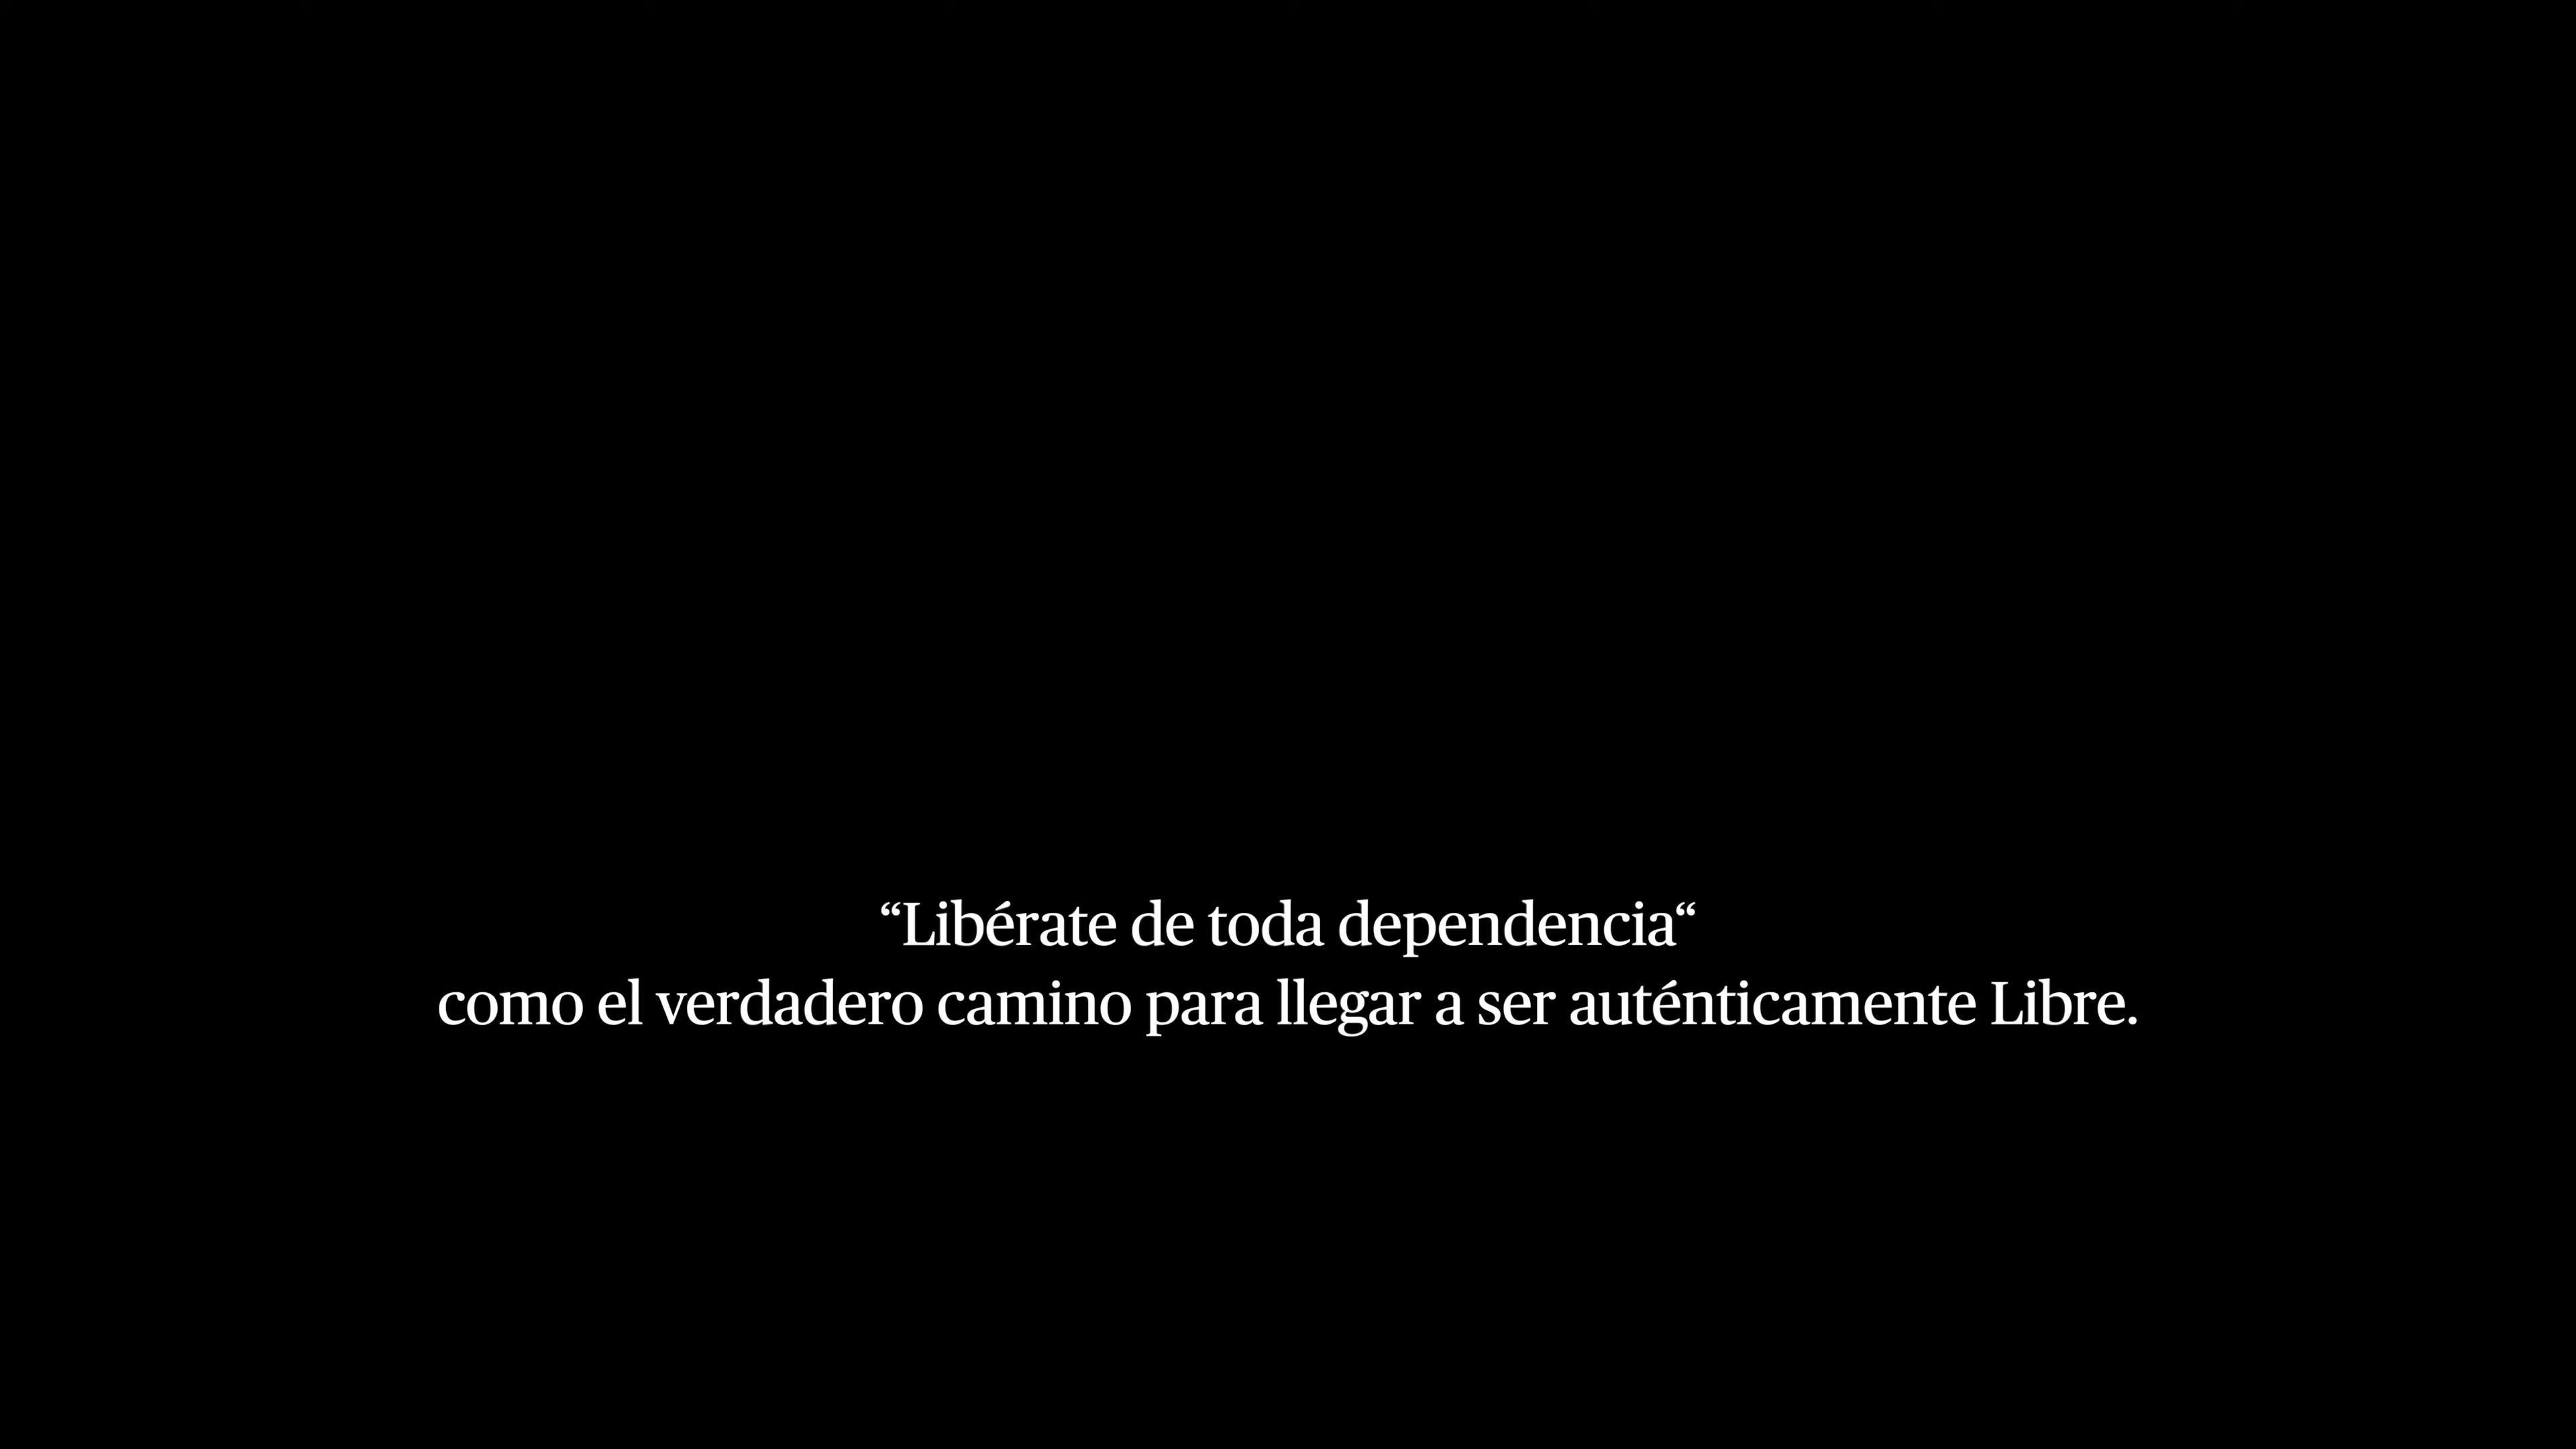 “Libérate de toda dependencia“
como el verdadero camino para llegar a ser auténticamente Libre.